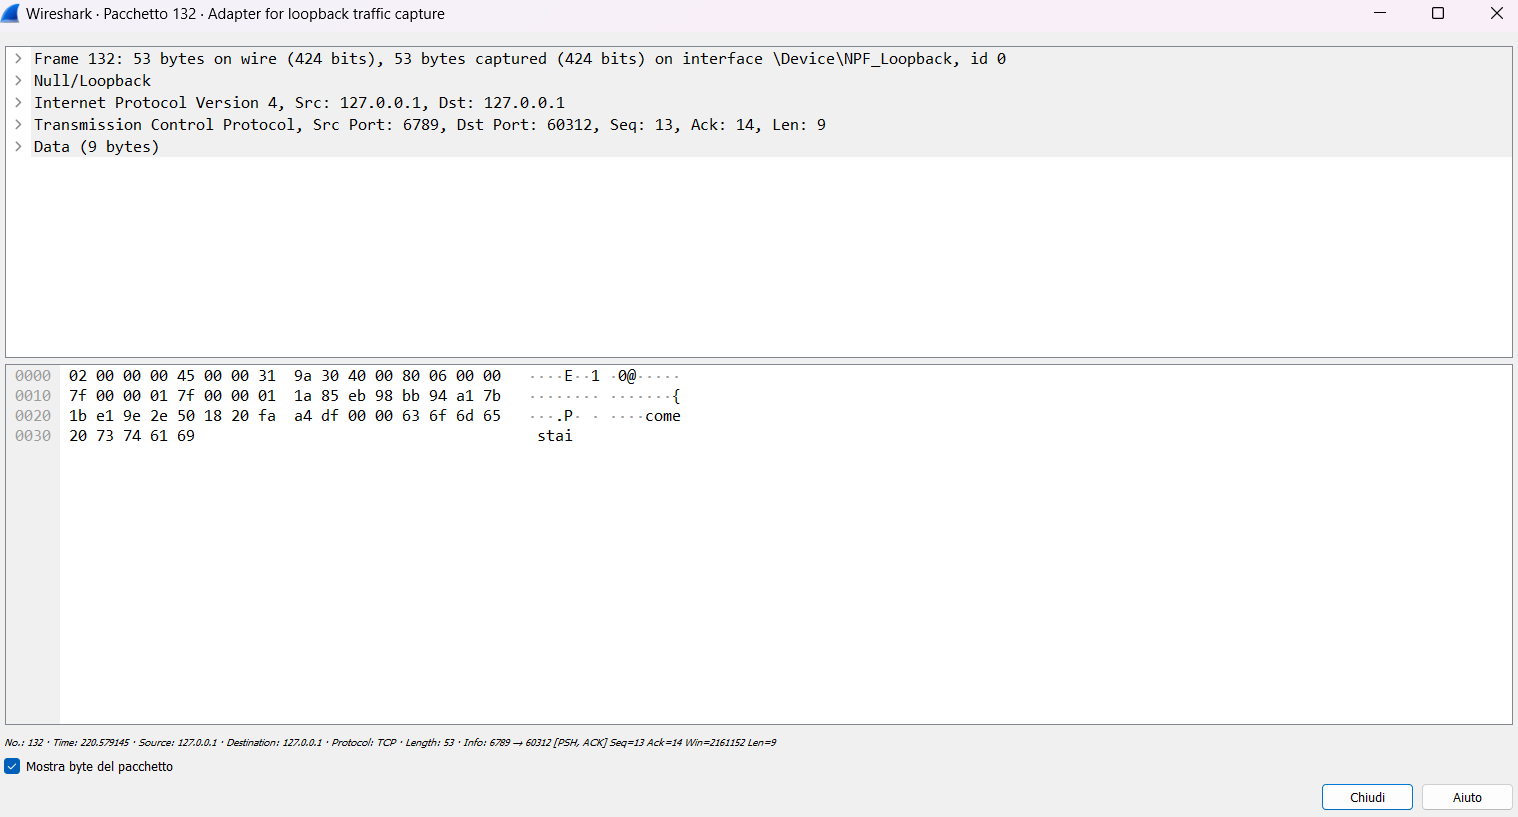 Wireshark · Pacchetto 132 · Adapter for loopback traffic capture
Frame 132: 53 bytes on wire (424 bits), 53 bytes captured (424 bits) on interface \Device\NPF_Loopback, id 0
Null/Loopback
Internet Protocol Version 4, Src: 127.0.0.1, Dst: 127.0.0.1
Transmission Control Protocol, Src Port: 6789, Dst Port: 60312, Seq: 13, Ack: 14, Len: 9
Data (9 bytes)
0000 02 00 00 00 45 00 00 31 9a 30 40 00 80 06 00 00 ····E··1 ·0@·····
0010 7f 00 00 01 7f 00 00 01 1a 85 eb 98 bb 94 a1 7b ········ ·······{
0020 1b e1 9e 2e 50 18 20 fa a4 df 00 00 63 6f 6d 65 ···.P· · ····come
0030 20 73 74 61 69 stai
No.: 132 · Time: 220.579145 · Source: 127.0.0.1 · Destination: 127.0.0.1 · Protocol: TCP · Length: 53 · Info: 6789 → 60312 [PSH, ACK] Seq=13 Ack=14 Win=2161152 Len=9
Mostra byte del pacchetto
Chiudi
Aiuto